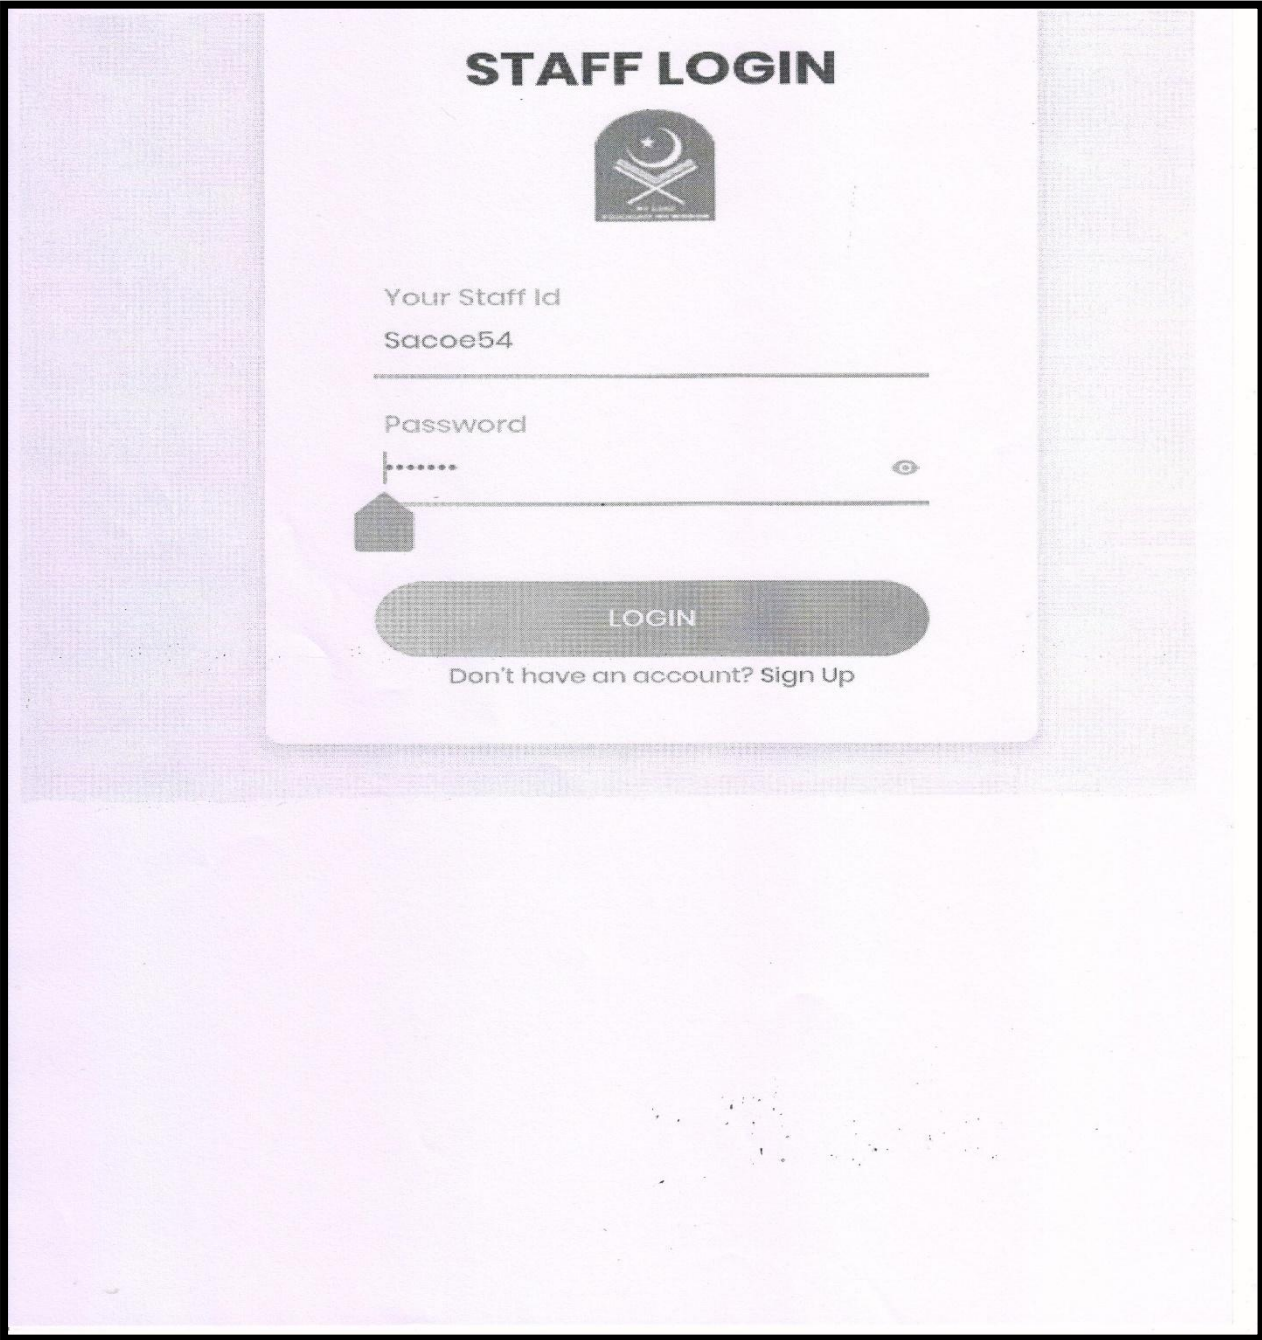 STAFF LOGIN
Your Staff Id
Sacoe54
Password
•••••••
LOGIN
Don't have an account? Sign Up